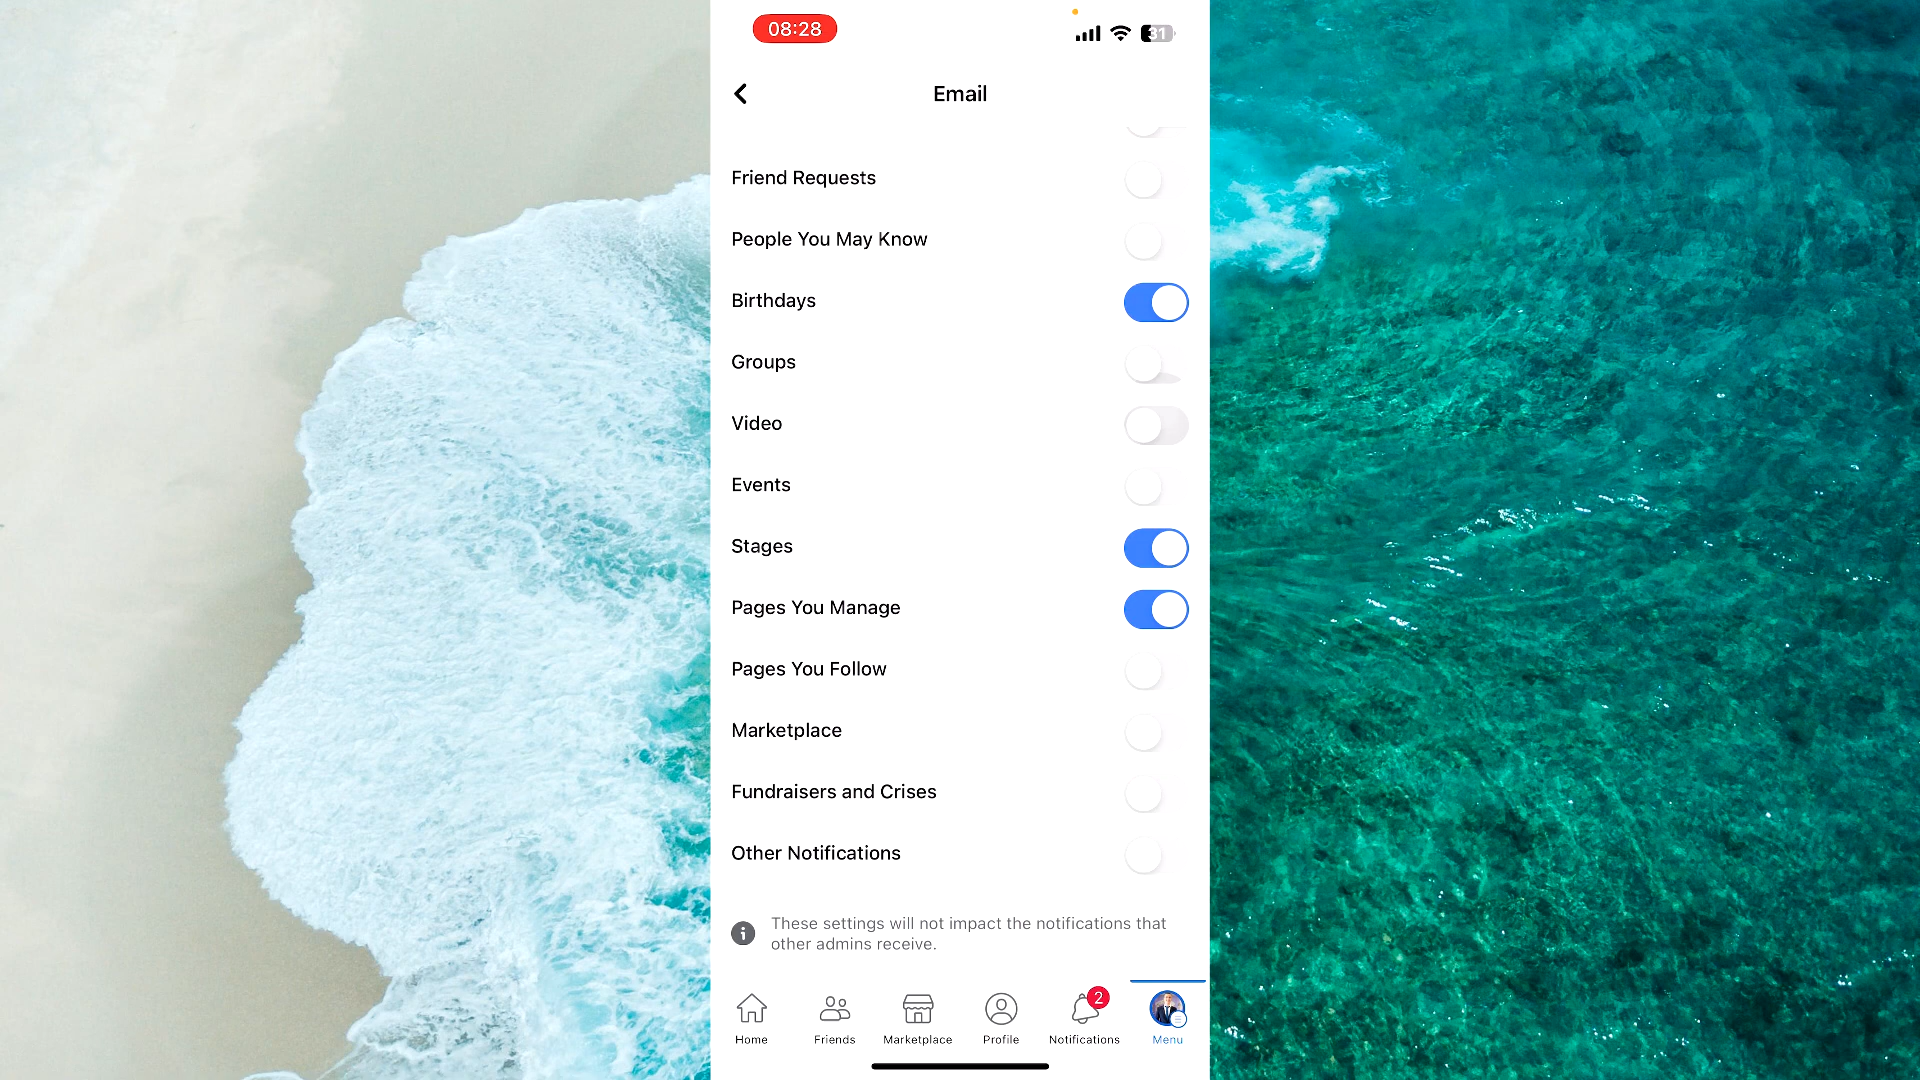 08:28
31
Email
Friend Requests
People You May Know
Birthdays
Groups
Video
Events
Stages
Pages You Manage
Pages You Follow
Marketplace
Fundraisers and Crises
Other Notifications
These settings will not impact the notifications that
other admins receive.
2
Home
Friends
Marketplace
Profile
Notifications
Menu